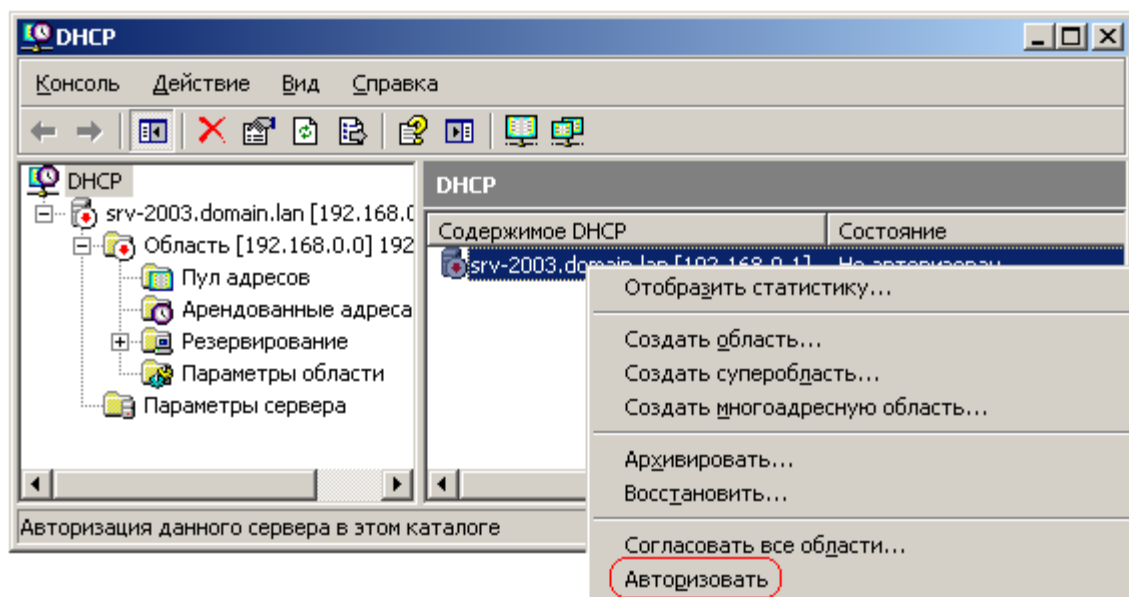 DHCP
Консоль Действие Вид Справка
DHCP
srv-2003.domain.lan [192.168.0
Область [192.168.0.0] 192
Пул адресов
Арендованные адреса
Резервирование
Параметры области
Параметры сервера
DHCP
Содержимое DHCP Состояние
srv-2003.domain.lan [192.168.0.1] Не авторизован
Отобразить статистику...
Создать область...
Создать суперобласть...
Создать многоадресную область...
Архивировать...
Восстановить...
Согласовать все области...
Авторизовать
Авторизация данного сервера в этом каталоге